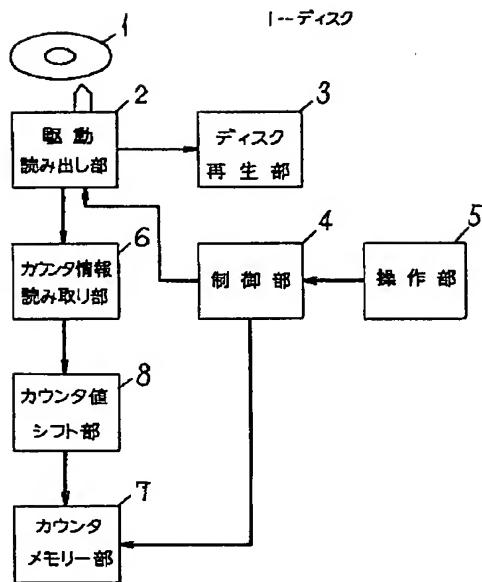 1
1--ディスク
2
駆動
読み出し部
3
ディスク
再生部
4
制御部
5
操作部
6
カウンタ情報
読み取り部
8
カウンタ値
シフト部
7
カウンタ
メモリー部